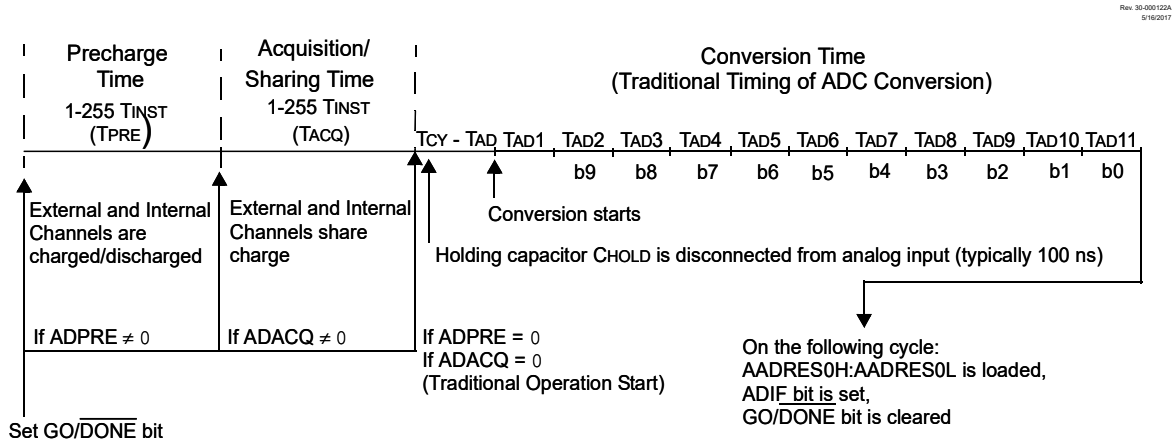 Rev. 30-000122A
5/16/2017
Precharge
Time
1-255 TINST
(TPRE)
Acquisition/
Sharing Time
1-255 TINST
(TACQ)
Conversion Time
(Traditional Timing of ADC Conversion)
TCY - TAD TAD1 TAD2 TAD3 TAD4 TAD5 TAD6 TAD7 TAD8 TAD9 TAD10 TAD11
b9 b8 b7 b6 b5 b4 b3 b2 b1 b0
External and Internal
Channels are
charged/discharged
External and Internal
Channels share
charge
Conversion starts
Holding capacitor CHOLD is disconnected from analog input (typically 100 ns)
If ADPRE ≠ 0
If ADACQ ≠ 0
If ADPRE = 0
If ADACQ = 0
(Traditional Operation Start)
On the following cycle:
AADRES0H:AADRES0L is loaded,
ADIF bit is set,
GO/DONE bit is cleared
Set GO/DONE bit